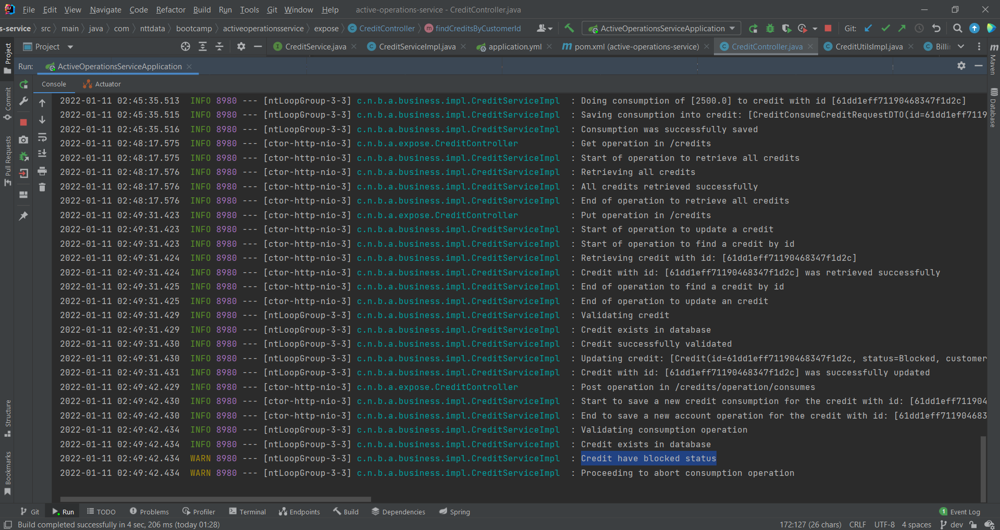 File Edit View Navigate Code Refactor Build Run Tools Git Window Help active-operations-service - CreditController.java
s-service src main java com nttdata bootcamp activeoperationsservice expose CreditController findCreditsByCustomerId ActiveOperationsServiceApplication Git:
Project CreditService.java CreditServiceImpl.java application.yml pom.xml (active-operations-service) CreditController.java CreditUtilsImpl.java Billi
Run: ActiveOperationsServiceApplication
Console Actuator
2022-01-11 02:45:35.513 INFO 8980 --- [ntLoopGroup-3-3] c.n.b.a.business.impl.CreditServiceImpl : Doing consumption of [2500.0] to credit with id [61dd1eff71190468347f1d2c]
2022-01-11 02:45:35.515 INFO 8980 --- [ntLoopGroup-3-3] c.n.b.a.business.impl.CreditServiceImpl : Saving consumption into credit: [CreditConsumeCreditRequestDTO(id=61dd1eff7119
2022-01-11 02:45:35.516 INFO 8980 --- [ntLoopGroup-3-3] c.n.b.a.business.impl.CreditServiceImpl : Consumption was successfully saved
2022-01-11 02:48:17.575 INFO 8980 --- [ctor-http-nio-3] c.n.b.a.expose.CreditController : Get operation in /credits
2022-01-11 02:48:17.575 INFO 8980 --- [ctor-http-nio-3] c.n.b.a.business.impl.CreditServiceImpl : Start of operation to retrieve all credits
2022-01-11 02:48:17.576 INFO 8980 --- [ctor-http-nio-3] c.n.b.a.business.impl.CreditServiceImpl : Retrieving all credits
2022-01-11 02:48:17.576 INFO 8980 --- [ctor-http-nio-3] c.n.b.a.business.impl.CreditServiceImpl : All credits retrieved successfully
2022-01-11 02:48:17.576 INFO 8980 --- [ctor-http-nio-3] c.n.b.a.business.impl.CreditServiceImpl : End of operation to retrieve all credits
2022-01-11 02:49:31.423 INFO 8980 --- [ctor-http-nio-3] c.n.b.a.expose.CreditController : Put operation in /credits
2022-01-11 02:49:31.423 INFO 8980 --- [ctor-http-nio-3] c.n.b.a.business.impl.CreditServiceImpl : Start of operation to update a credit
2022-01-11 02:49:31.423 INFO 8980 --- [ctor-http-nio-3] c.n.b.a.business.impl.CreditServiceImpl : Start of operation to find a credit by id
2022-01-11 02:49:31.424 INFO 8980 --- [ctor-http-nio-3] c.n.b.a.business.impl.CreditServiceImpl : Retrieving credit with id: [61dd1eff71190468347f1d2c]
2022-01-11 02:49:31.424 INFO 8980 --- [ctor-http-nio-3] c.n.b.a.business.impl.CreditServiceImpl : Credit with id: [61dd1eff71190468347f1d2c] was retrieved successfully
2022-01-11 02:49:31.425 INFO 8980 --- [ctor-http-nio-3] c.n.b.a.business.impl.CreditServiceImpl : End of operation to find a credit by id
2022-01-11 02:49:31.425 INFO 8980 --- [ctor-http-nio-3] c.n.b.a.business.impl.CreditServiceImpl : End of operation to update an credit
2022-01-11 02:49:31.429 INFO 8980 --- [ntLoopGroup-3-3] c.n.b.a.business.impl.CreditServiceImpl : Validating credit
2022-01-11 02:49:31.429 INFO 8980 --- [ntLoopGroup-3-3] c.n.b.a.business.impl.CreditServiceImpl : Credit exists in database
2022-01-11 02:49:31.430 INFO 8980 --- [ntLoopGroup-3-3] c.n.b.a.business.impl.CreditServiceImpl : Credit successfully validated
2022-01-11 02:49:31.430 INFO 8980 --- [ntLoopGroup-3-3] c.n.b.a.business.impl.CreditServiceImpl : Updating credit: [Credit(id=61dd1eff71190468347f1d2c, status=Blocked, customer
2022-01-11 02:49:31.431 INFO 8980 --- [ntLoopGroup-3-3] c.n.b.a.business.impl.CreditServiceImpl : Credit with id: [61dd1eff71190468347f1d2c] was successfully updated
2022-01-11 02:49:42.429 INFO 8980 --- [ctor-http-nio-3] c.n.b.a.expose.CreditController : Post operation in /credits/operation/consumes
2022-01-11 02:49:42.430 INFO 8980 --- [ctor-http-nio-3] c.n.b.a.business.impl.CreditServiceImpl : Start to save a new credit consumption for the credit with id: [61dd1eff711904
2022-01-11 02:49:42.430 INFO 8980 --- [ctor-http-nio-3] c.n.b.a.business.impl.CreditServiceImpl : End to save a new account operation for the credit with id: [61dd1eff711904683
2022-01-11 02:49:42.434 INFO 8980 --- [ntLoopGroup-3-3] c.n.b.a.business.impl.CreditServiceImpl : Validating consumption operation
2022-01-11 02:49:42.434 INFO 8980 --- [ntLoopGroup-3-3] c.n.b.a.business.impl.CreditServiceImpl : Credit exists in database
2022-01-11 02:49:42.434 WARN 8980 --- [ntLoopGroup-3-3] c.n.b.a.business.impl.CreditServiceImpl : Credit have blocked status
2022-01-11 02:49:42.434 WARN 8980 --- [ntLoopGroup-3-3] c.n.b.a.business.impl.CreditServiceImpl : Proceeding to abort consumption operation
Project
Commit
Pull Requests
Structure
Bookmarks
Maven
Database
Git Run TODO Problems Profiler Terminal Endpoints Build Dependencies Spring 1 Event Log
Build completed successfully in 4 sec, 206 ms (today 01:28) 172:127 (26 chars) CRLF UTF-8 4 spaces dev